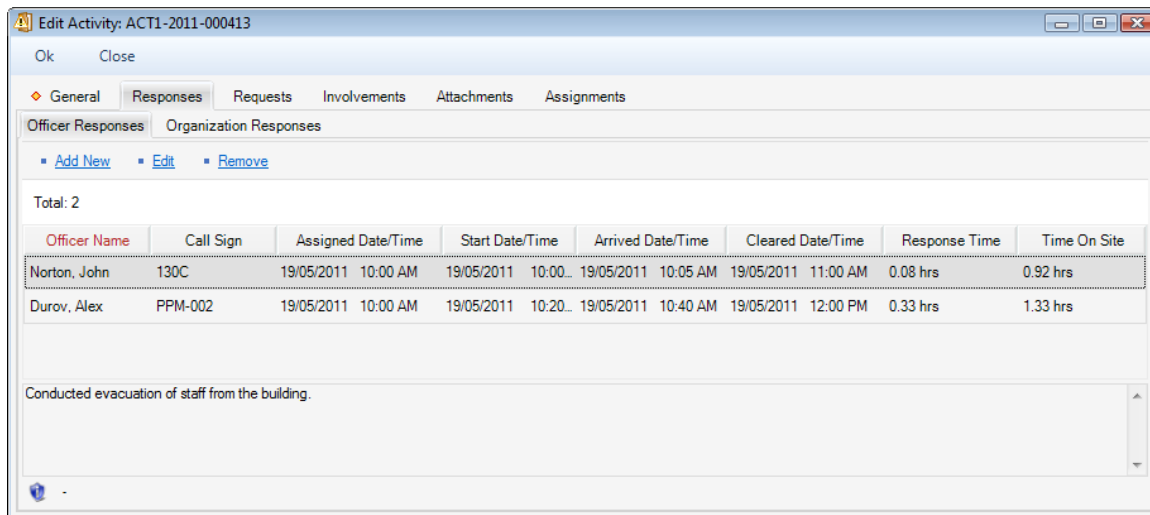 Edit Activity: ACT1-2011-000413
Ok Close
General Responses Requests Involvements Attachments Assignments
Officer Responses Organization Responses
Add New Edit Remove
Total: 2
Officer Name Call Sign Assigned Date/Time Start Date/Time Arrived Date/Time Cleared Date/Time Response Time Time On Site
Norton, John 130C 19/05/2011 10:00 AM 19/05/2011 10:00... 19/05/2011 10:05 AM 19/05/2011 11:00 AM 0.08 hrs 0.92 hrs
Durov, Alex PPM-002 19/05/2011 10:00 AM 19/05/2011 10:20... 19/05/2011 10:40 AM 19/05/2011 12:00 PM 0.33 hrs 1.33 hrs
Conducted evacuation of staff from the building.
-